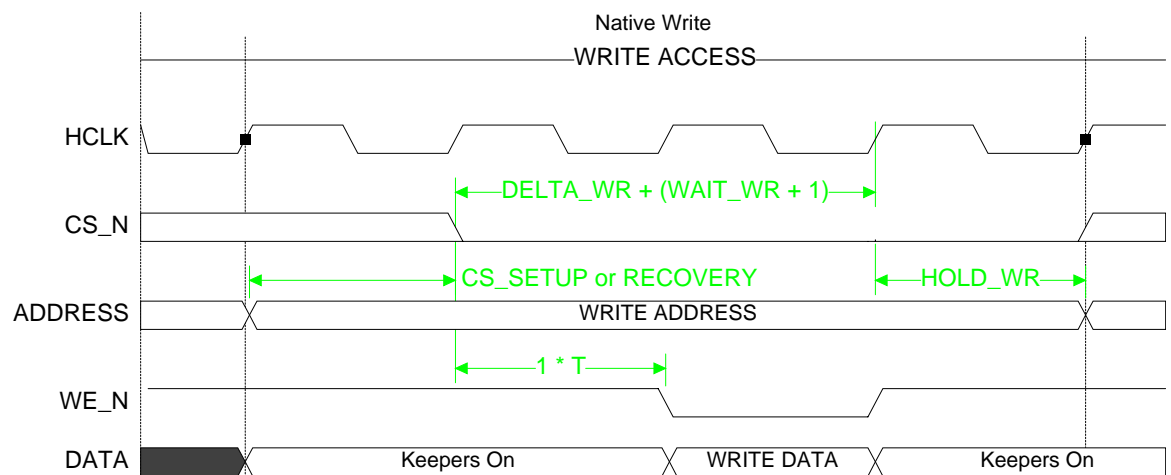 Native Write
WRITE ACCESS
HCLK
DELTA_WR + (WAIT_WR + 1)
CS_N
CS_SETUP or RECOVERY
HOLD_WR
ADDRESS
WRITE ADDRESS
1 * T
WE_N
DATA
Keepers On
WRITE DATA
Keepers On